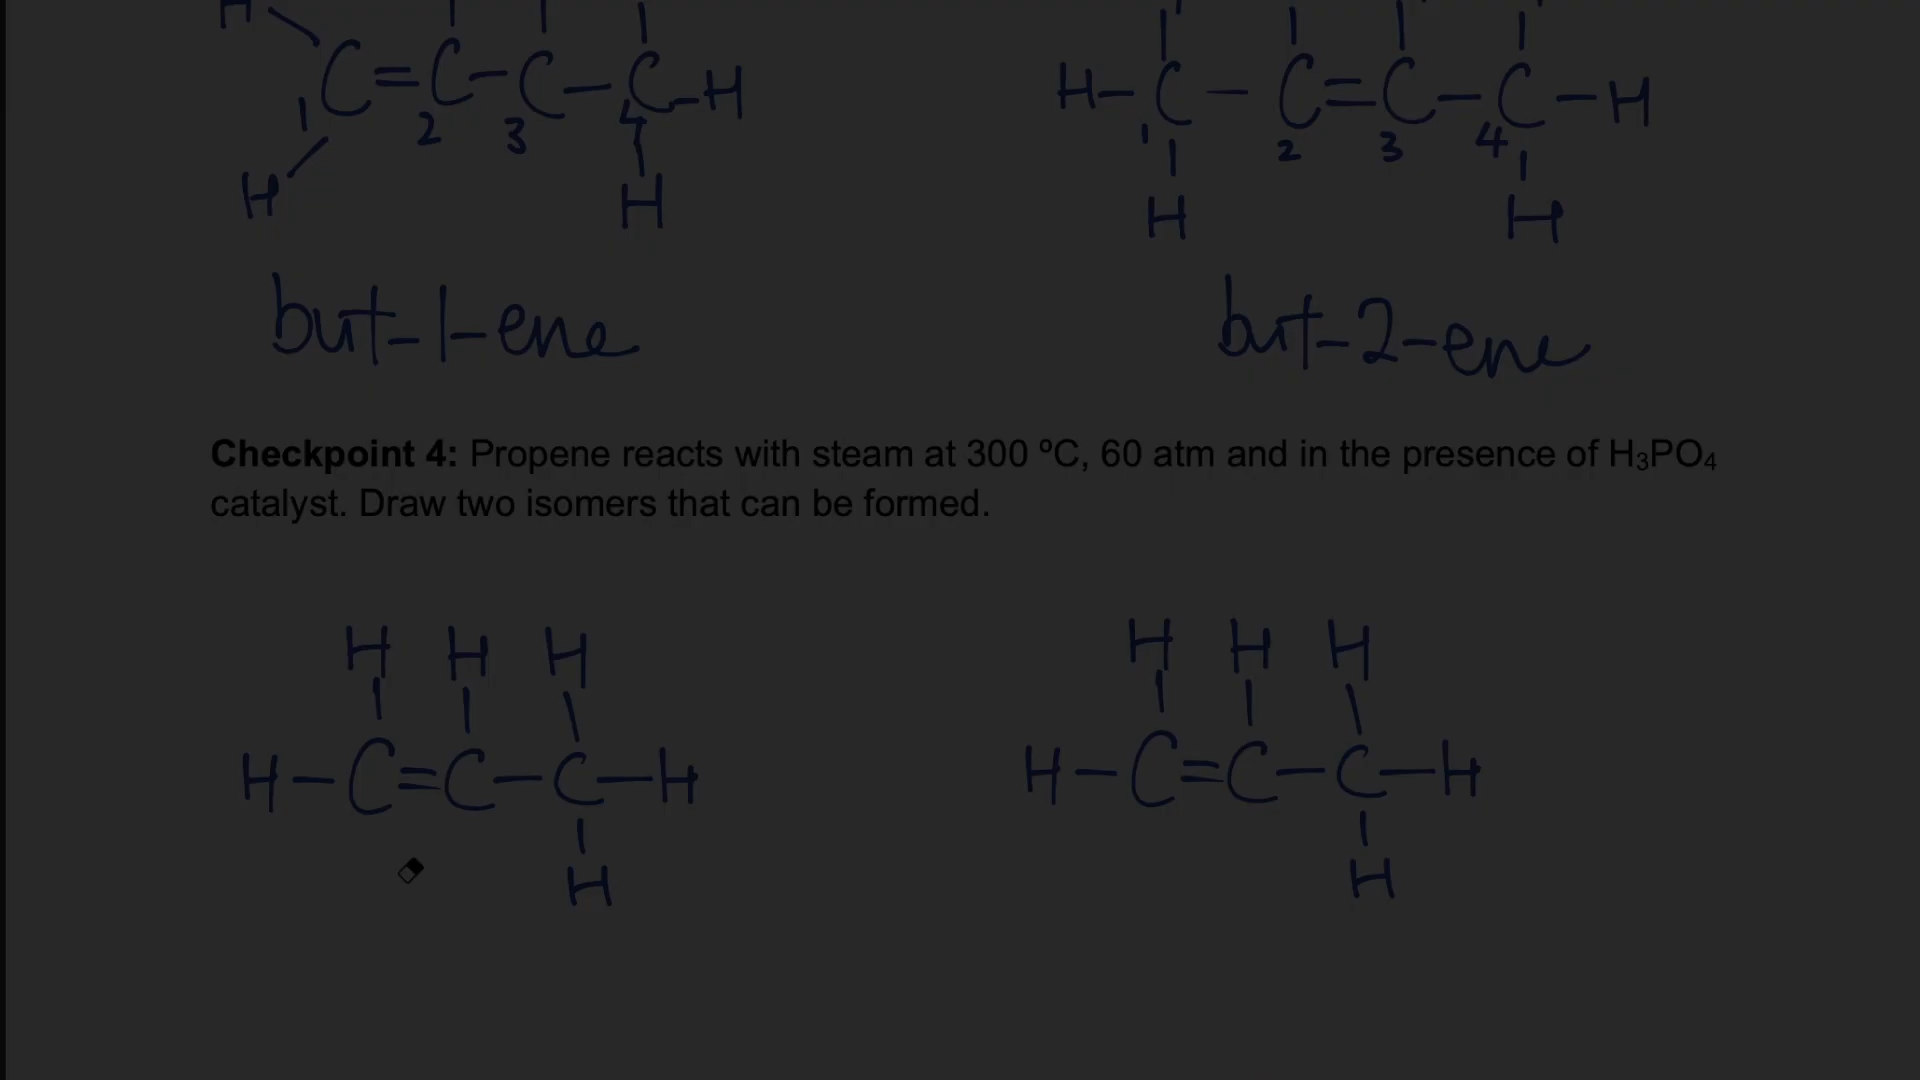 H
C=C-C-C-H
H-C-C=C-C-H
1 2 3 4
1 2 3 4
H H
H H
but-1-ene
but-2-ene
Checkpoint 4: Propene reacts with steam at 300 ºC, 60 atm and in the presence of H₃PO₄
catalyst. Draw two isomers that can be formed.
H H H
H-C=C-C-H
H
H H H
H-C=C-C-H
H